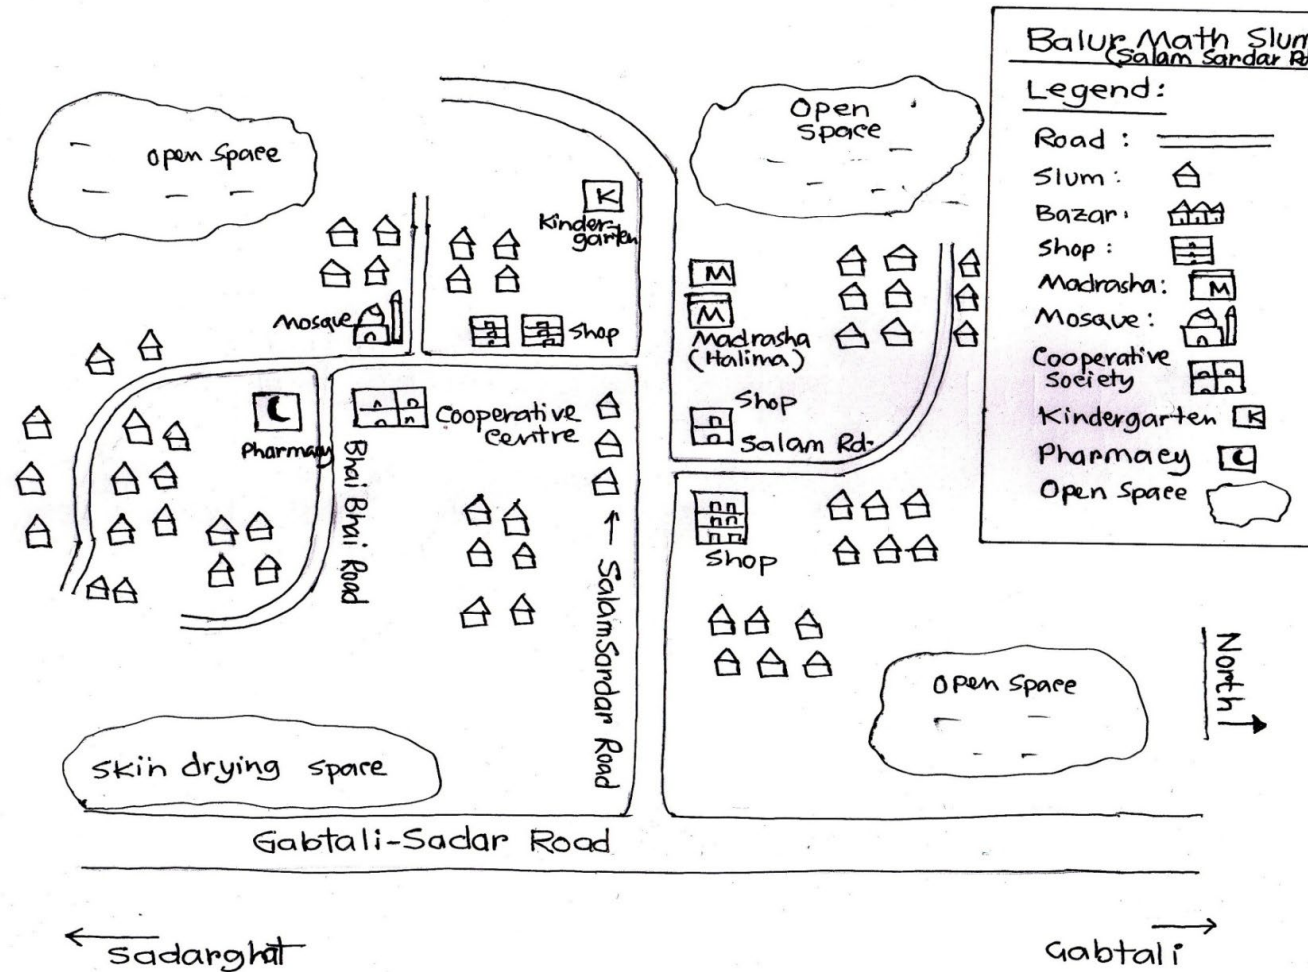 Balur Math Slum
(Salam Sardar Rd
Legend:
Road :
Slum:
Bazar:
Shop :
Madrasha: M
Mosque :
Cooperative
Society
Kindergarten K
Pharmaey
Open Space
Open Space
Open
Space
K
Kinder-
garten
M
M
Madrasha
(Halima)
Mosque
Shop
Pharmaey
Cooperative
centre
Shop
Salam Rd.
Bhai Bhai Road
Salam Sardar Road
Shop
Open Space
North
Skin drying space
Gabtali-Sadar Road
Sadarghat
Gabtali